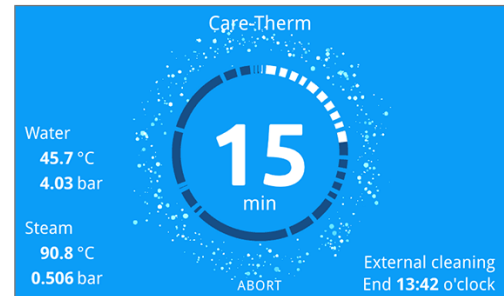 Care-Therm
15
min
Water
45.7 °C
4.03 bar
Steam
90.8 °C
0.506 bar
ABORT
External cleaning
End 13:42 o'clock